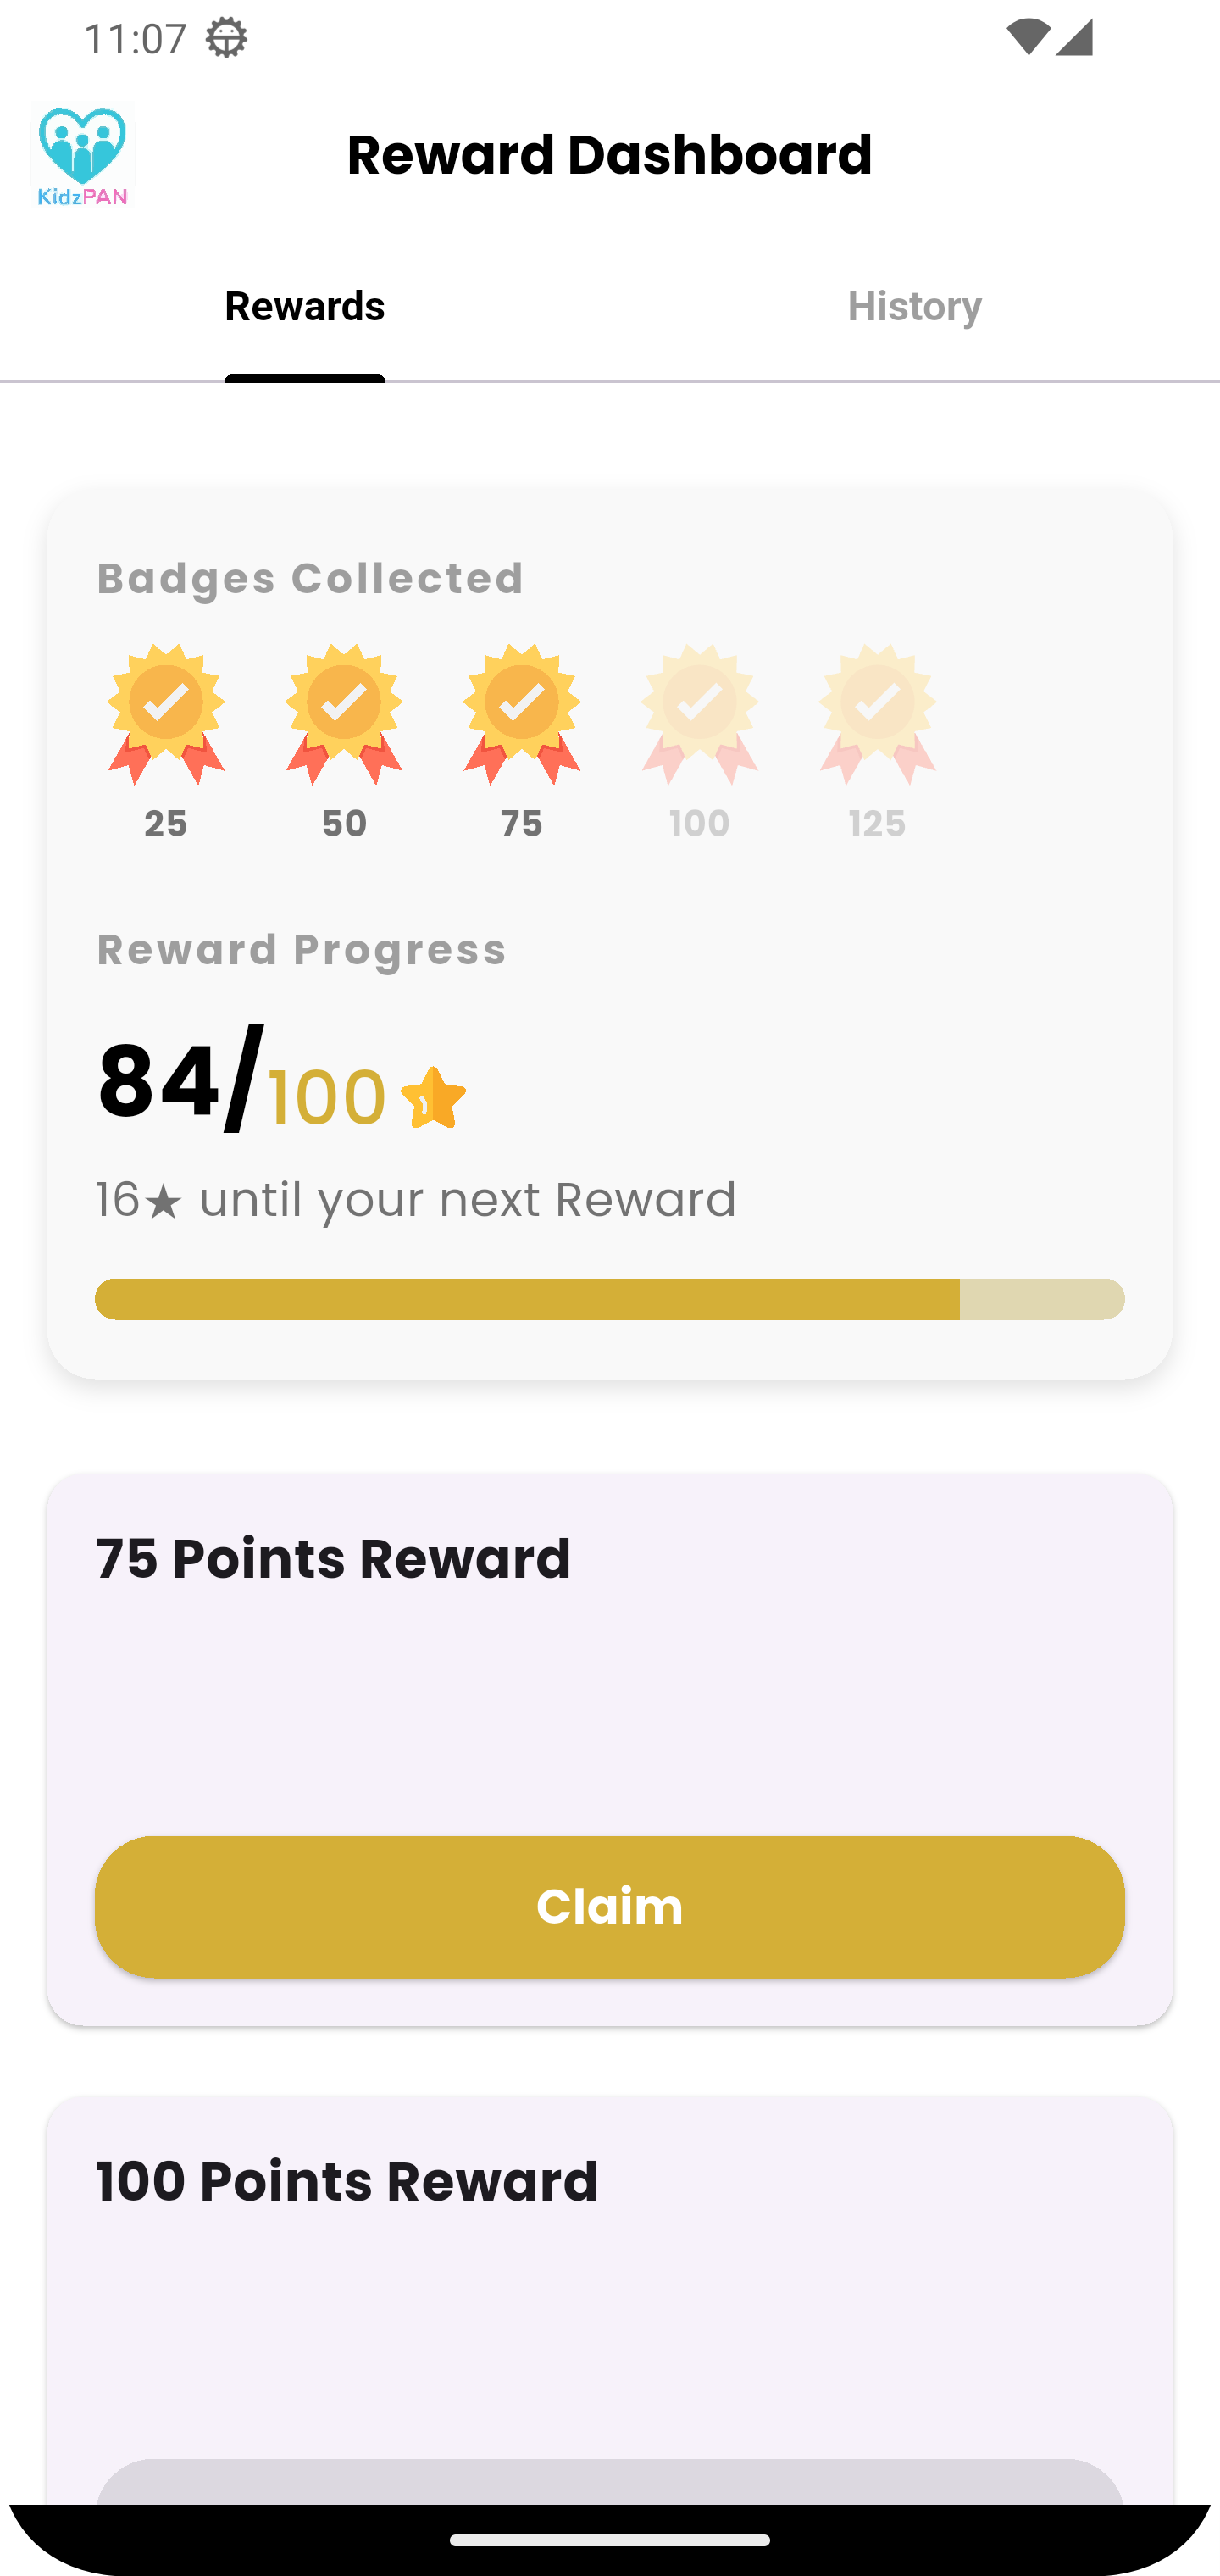 11:07
KidzPAN
Reward Dashboard
Rewards
History
Badges Collected
25
50
75
100
125
Reward Progress
84/100
16★ until your next Reward
75 Points Reward
Claim
100 Points Reward